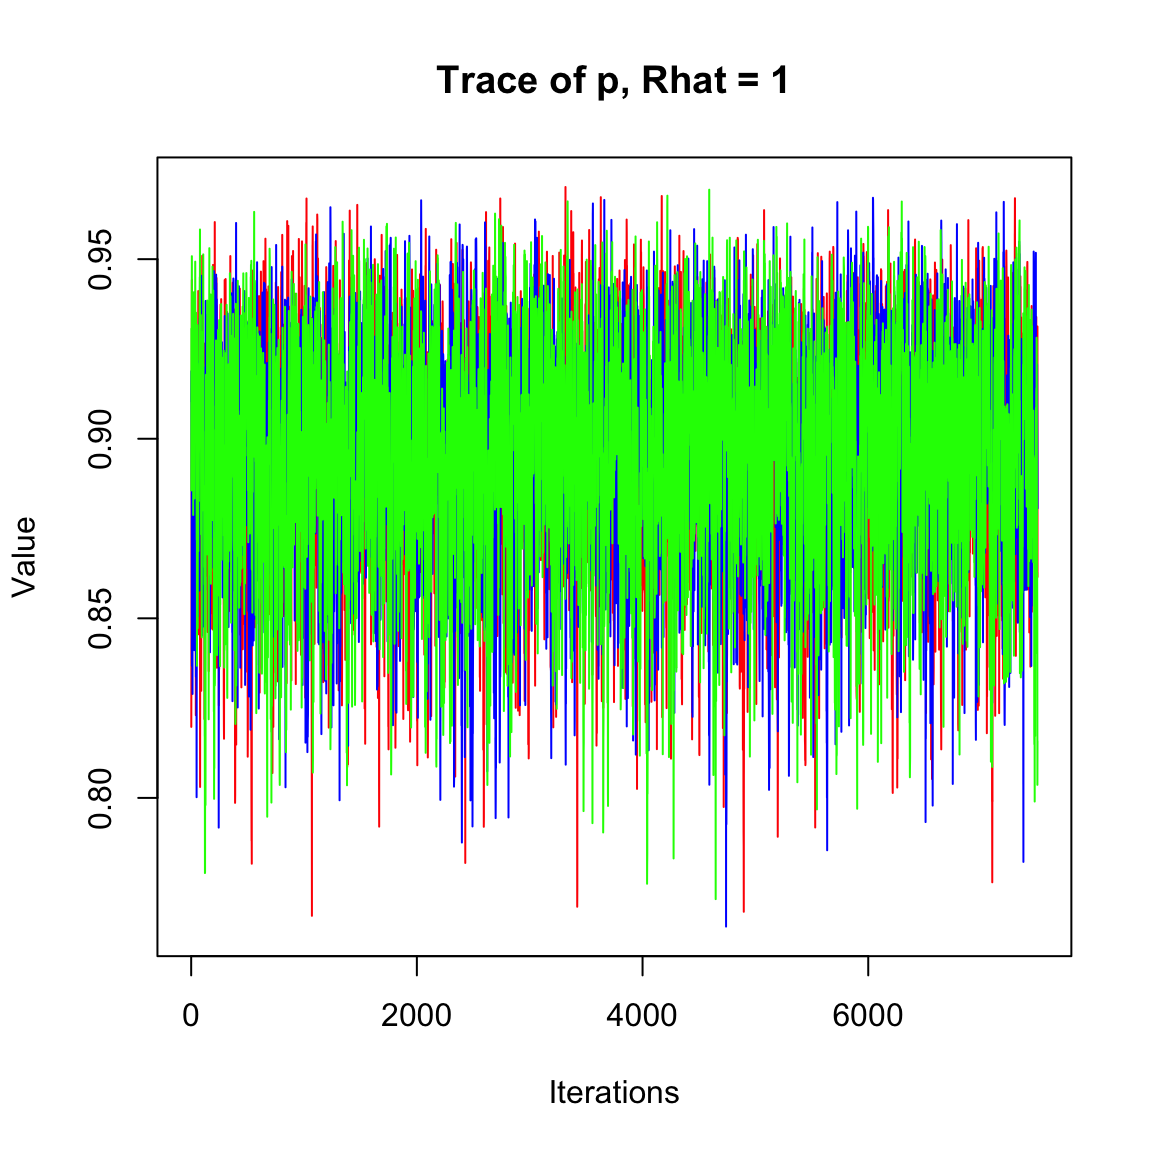 Trace of p, Rhat = 1
Value
0.95
0.90
0.85
0.80
0 2000 4000 6000
Iterations